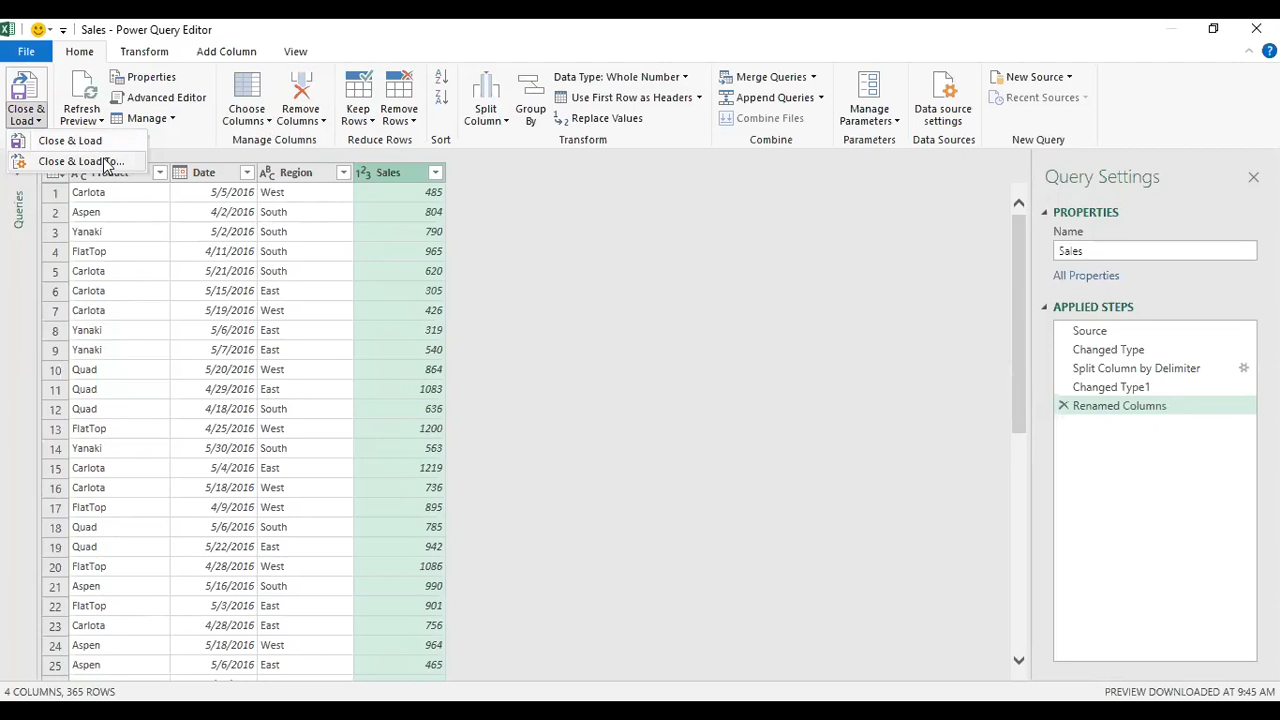 Sales - Power Query Editor
File Home Transform Add Column View
Close & Load
Refresh Preview
Properties
Advanced Editor
Manage
Choose Columns
Remove Columns
Manage Columns
Keep Rows
Remove Rows
Reduce Rows
Sort
Split Column
Group By
Data Type: Whole Number
Use First Row as Headers
Replace Values
Transform
Merge Queries
Append Queries
Combine Files
Combine
Manage Parameters
Parameters
Data source settings
Data Sources
New Source
Recent Sources
New Query
Close & Load
Close & Load To...
Queries
Product Date Region Sales
1 Carlota 5/5/2016 West 485
2 Aspen 4/2/2016 South 804
3 Yanaki 5/2/2016 South 790
4 FlatTop 4/11/2016 South 965
5 Carlota 5/21/2016 South 620
6 Carlota 5/15/2016 East 305
7 Carlota 5/19/2016 West 426
8 Yanaki 5/6/2016 East 319
9 Yanaki 5/7/2016 East 540
10 Quad 5/20/2016 West 864
11 Quad 4/29/2016 East 1083
12 Quad 4/18/2016 South 636
13 FlatTop 4/25/2016 West 1200
14 Yanaki 5/30/2016 South 563
15 Carlota 5/4/2016 East 1219
16 Carlota 5/18/2016 West 736
17 FlatTop 4/9/2016 West 895
18 Quad 5/6/2016 South 785
19 Quad 5/22/2016 East 942
20 FlatTop 4/28/2016 West 1086
21 Aspen 5/16/2016 South 990
22 FlatTop 5/3/2016 East 901
23 Carlota 4/28/2016 East 756
24 Aspen 5/18/2016 West 964
25 Aspen 5/6/2016 East 465
Query Settings
PROPERTIES
Name
Sales
All Properties
APPLIED STEPS
Source
Changed Type
Split Column by Delimiter
Changed Type1
Renamed Columns
4 COLUMNS, 365 ROWS
PREVIEW DOWNLOADED AT 9:45 AM